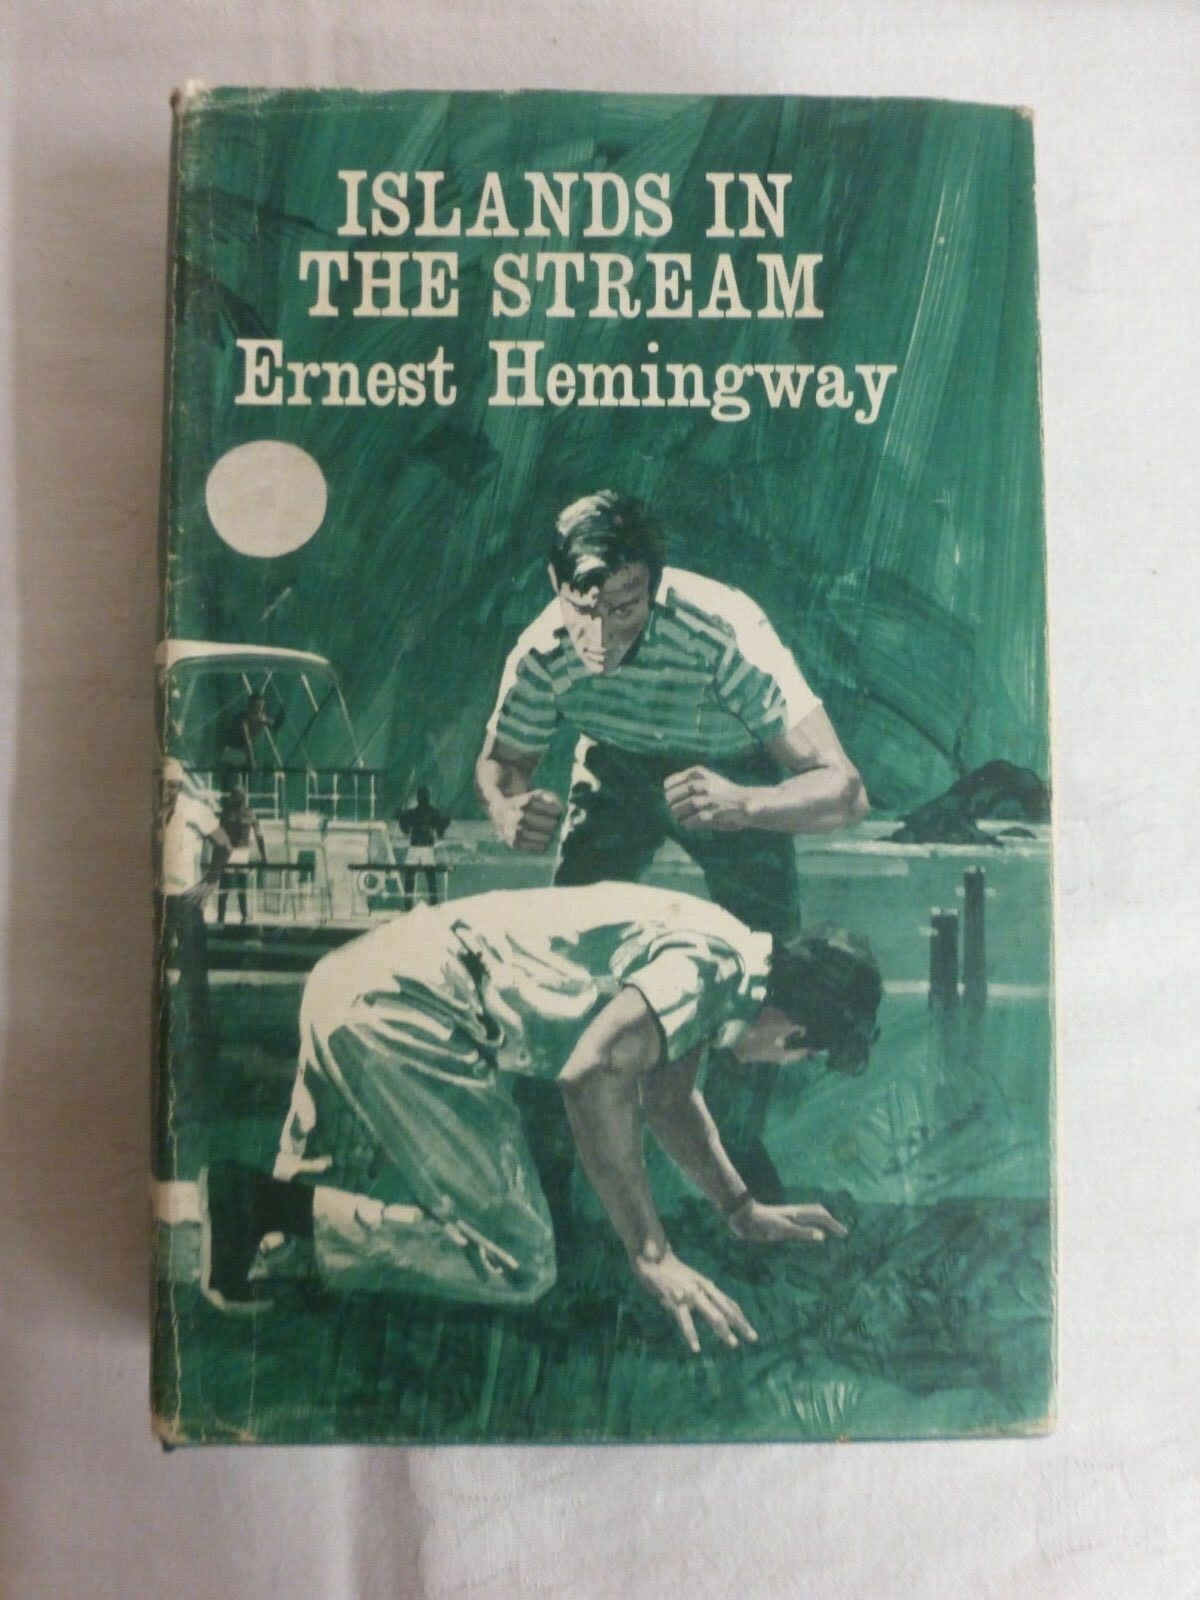 ISLANDS IN
THE STREAM
Ernest Hemingway